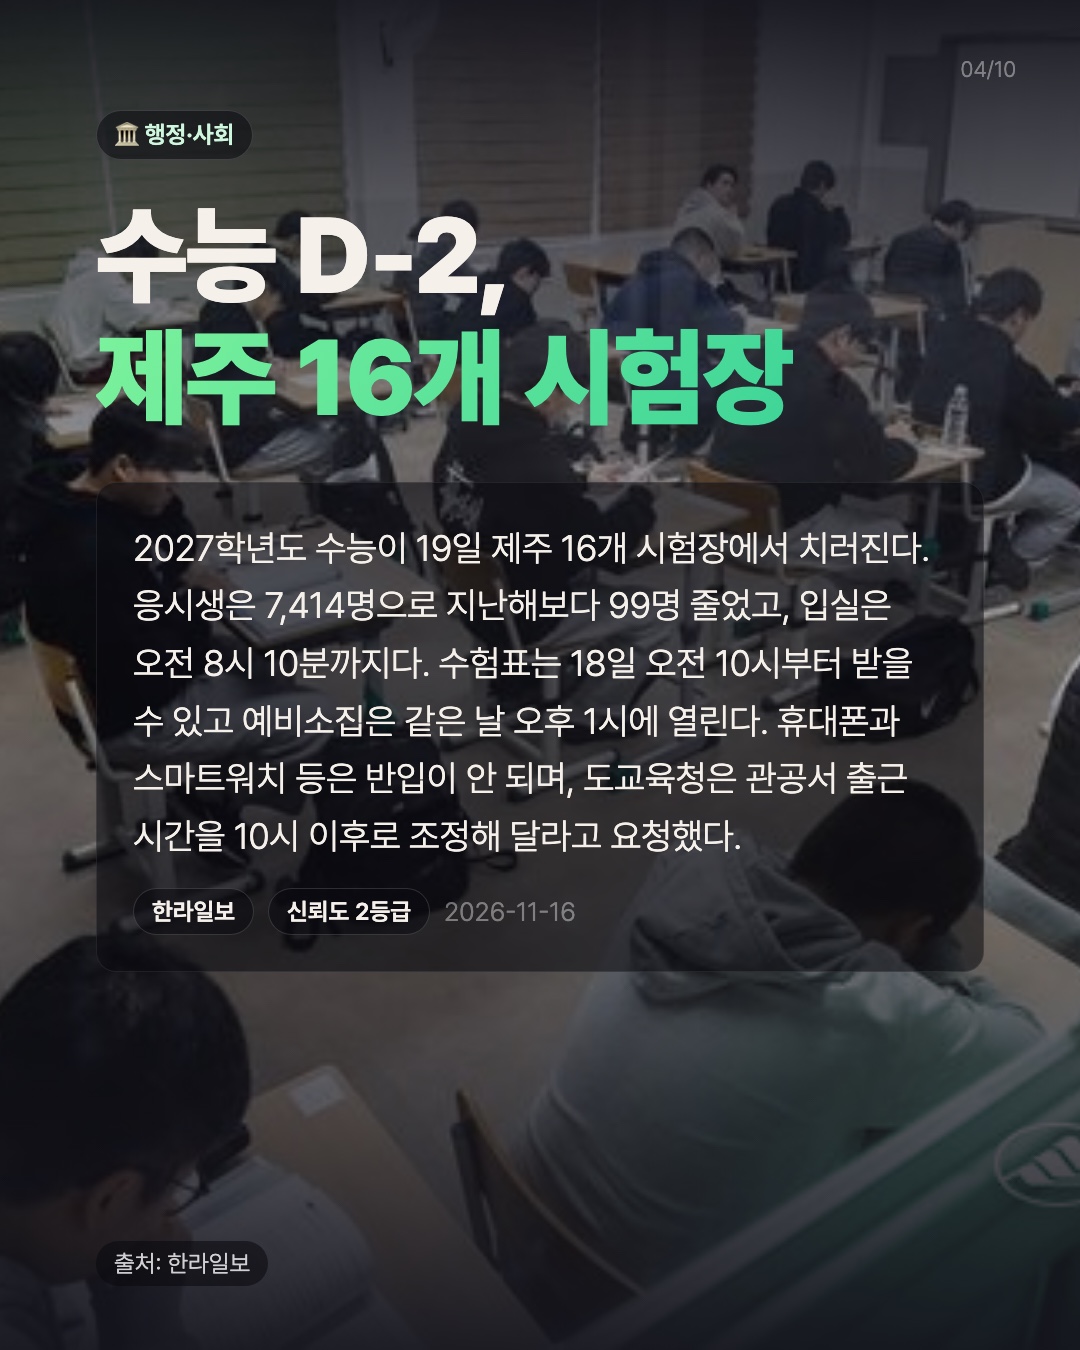 04/10
🏛️ 행정·사회
수능 D-2,
제주 16개 시험장
2027학년도 수능이 19일 제주 16개 시험장에서 치러진다.
응시생은 7,414명으로 지난해보다 99명 줄었고, 입실은
오전 8시 10분까지다. 수험표는 18일 오전 10시부터 받을
수 있고 예비소집은 같은 날 오후 1시에 열린다. 휴대폰과
스마트워치 등은 반입이 안 되며, 도교육청은 관공서 출근
시간을 10시 이후로 조정해 달라고 요청했다.
한라일보 신뢰도 2등급 2026-11-16
출처: 한라일보